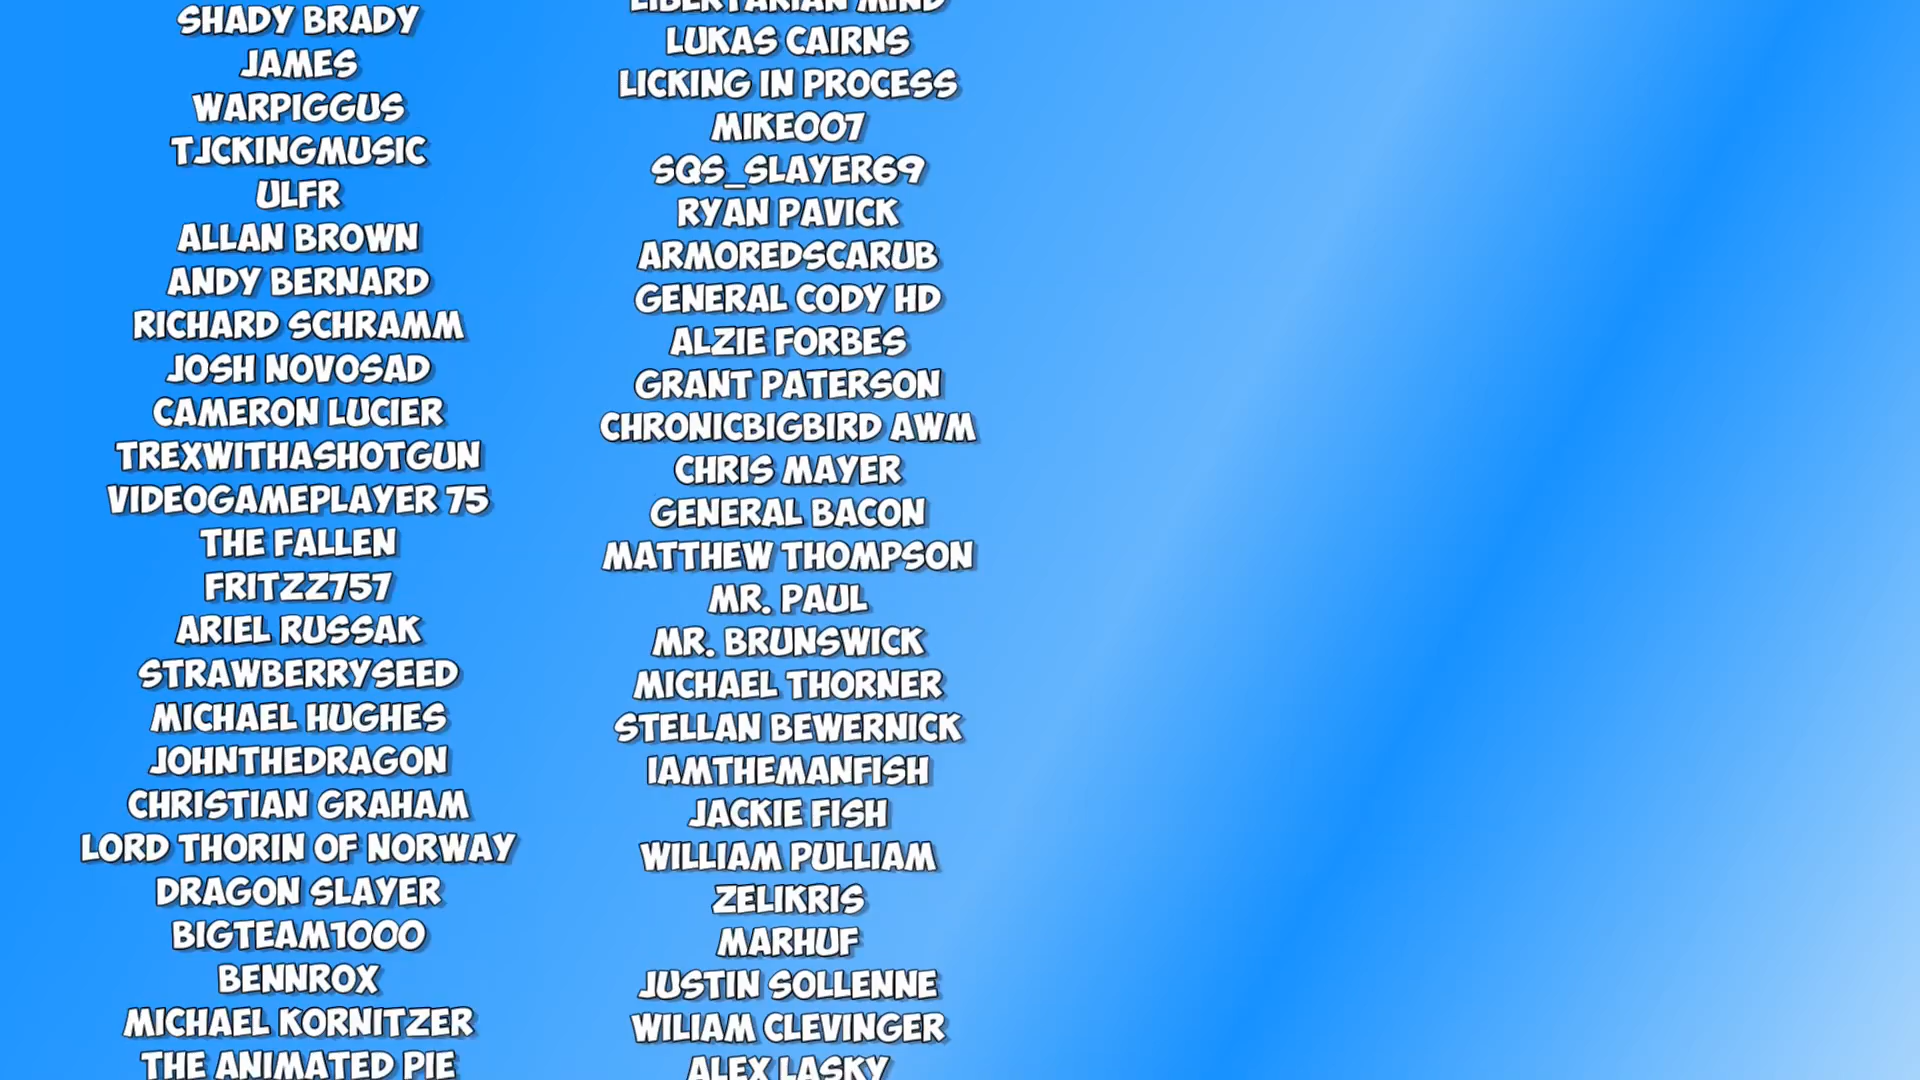 SHADY BRADY
JAMES
WARPIGGUS
TJCKINGMUSIC
ULFR
ALLAN BROWN
ANDY BERNARD
RICHARD SCHRAMM
JOSH NOVOSAD
CAMERON LUCIER
TREXWITHASHOTGUN
VIDEOGAMEPLAYER 75
THE FALLEN
FRITZZ757
ARIEL RUSSAK
STRAWBERRYSEED
MICHAEL HUGHES
JOHNTHEDRAGON
CHRISTIAN GRAHAM
LORD THORIN OF NORWAY
DRAGON SLAYER
BIGTEAM1000
BENNROX
MICHAEL KORNITZER
THE ANIMATED PIE
LIBERTARIAN MIND
LUKAS CAIRNS
LICKING IN PROCESS
MIKE007
SQS_SLAYER69
RYAN PAVICK
ARMOREDSCARUB
GENERAL CODY HD
ALZIE FORBES
GRANT PATERSON
CHRONICBIGBIRD AWM
CHRIS MAYER
GENERAL BACON
MATTHEW THOMPSON
MR. PAUL
MR. BRUNSWICK
MICHAEL THORNER
STELLAN BEWERNICK
IAMTHEMANFISH
JACKIE FISH
WILLIAM PULLIAM
ZELIKRIS
MARHUF
JUSTIN SOLLENNE
WILIAM CLEVINGER
ALEX LASKY